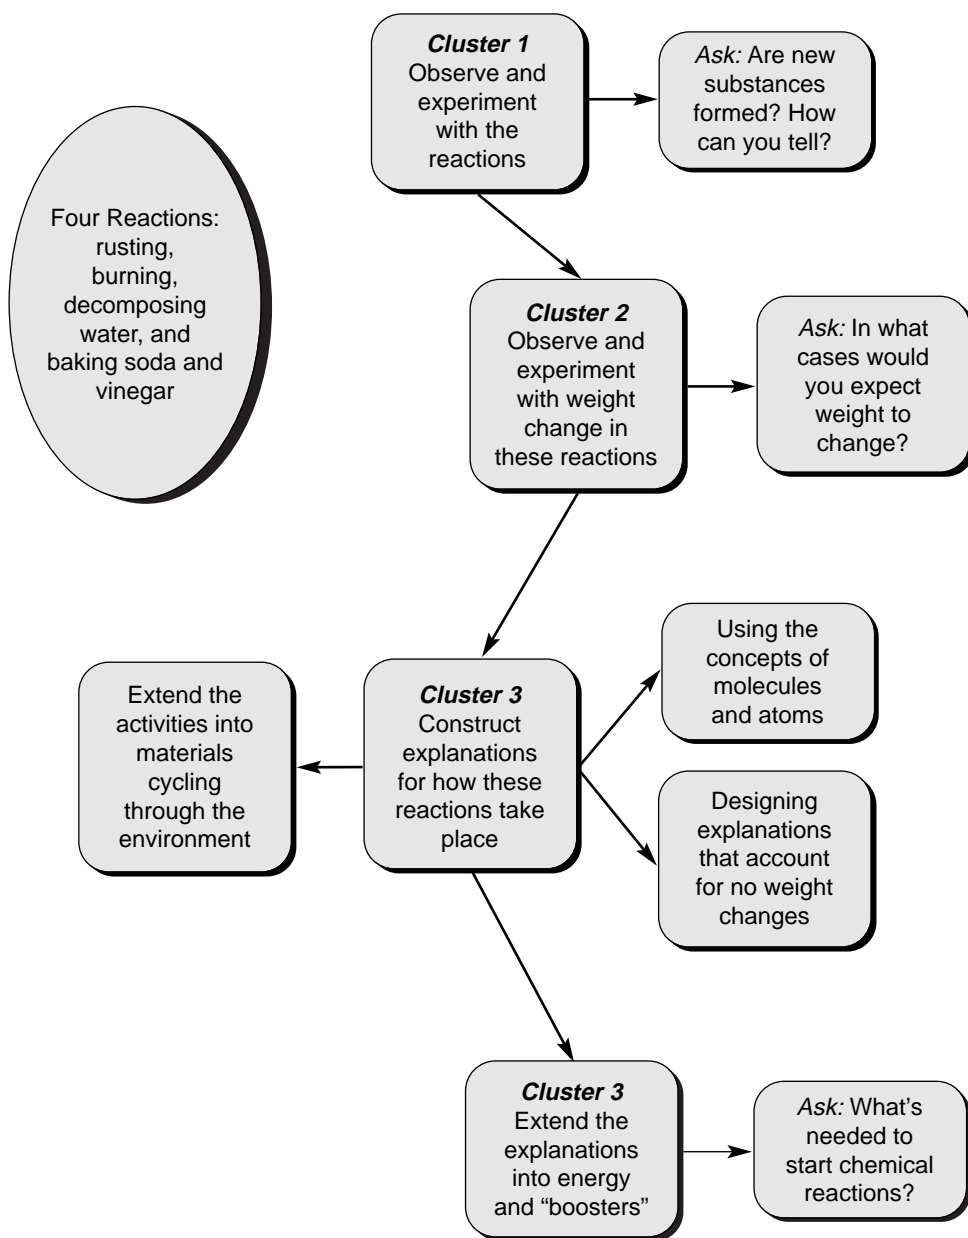 Cluster 1
Observe and
experiment
with the
reactions
Ask: Are new
substances
formed? How
can you tell?
Four Reactions:
rusting,
burning,
decomposing
water, and
baking soda and
vinegar
Cluster 2
Observe and
experiment
with weight
change in
these reactions
Ask: In what
cases would
you expect
weight to
change?
Using the
concepts of
molecules
and atoms
Extend the
activities into
materials
cycling
through the
environment
Cluster 3
Construct
explanations
for how these
reactions take
place
Designing
explanations
that account
for no weight
changes
Cluster 3
Extend the
explanations
into energy
and “boosters”
Ask: What’s
needed to
start chemical
reactions?